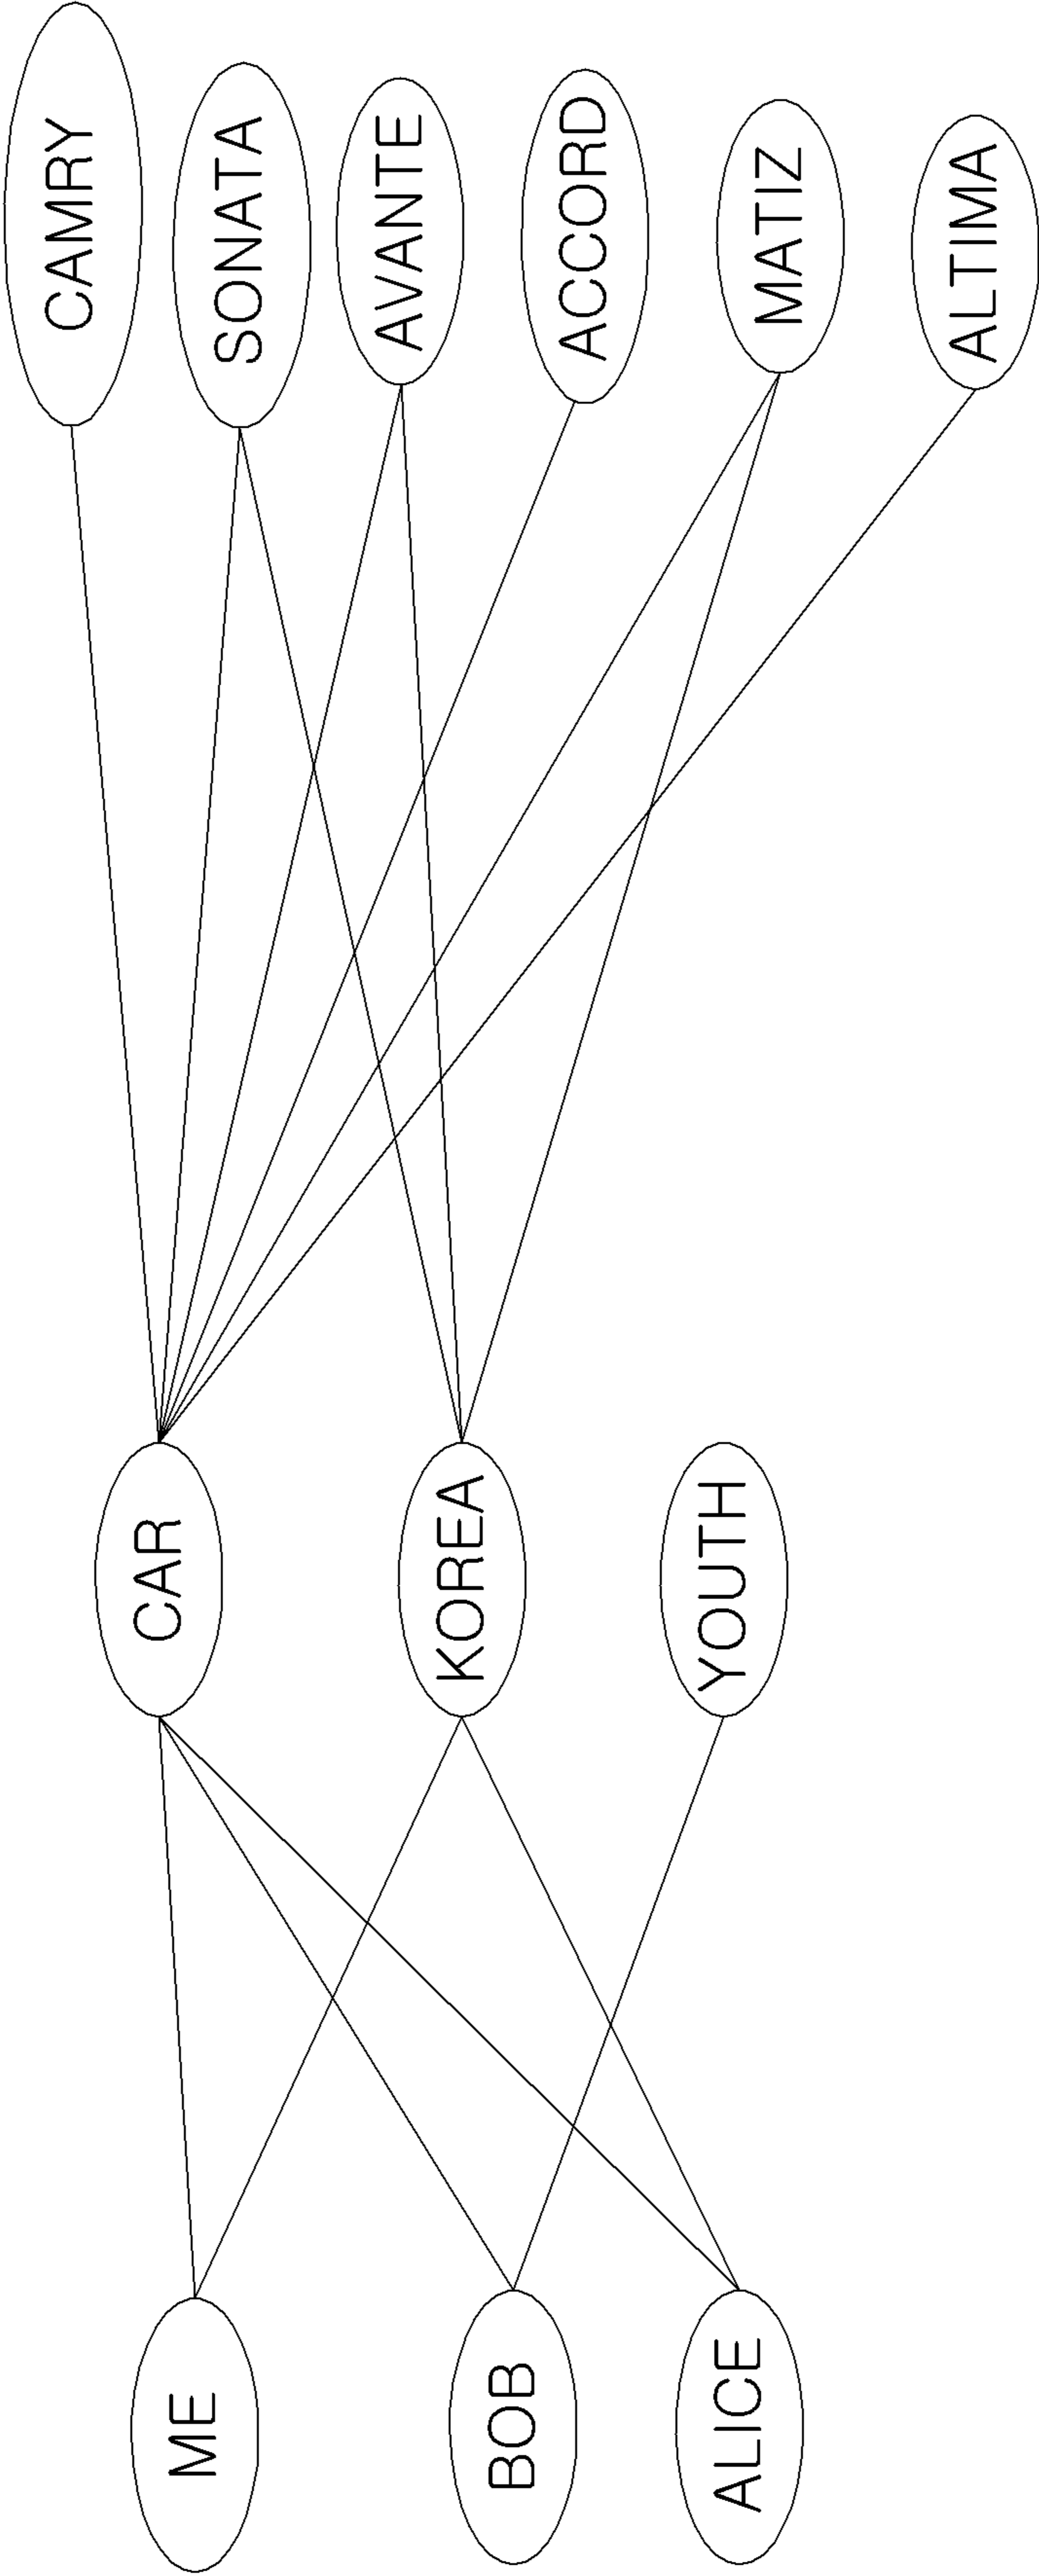 ME
BOB
ALICE
CAR
KOREA
YOUTH
CAMRY
SONATA
AVANTE
ACCORD
MATIZ
ALTIMA